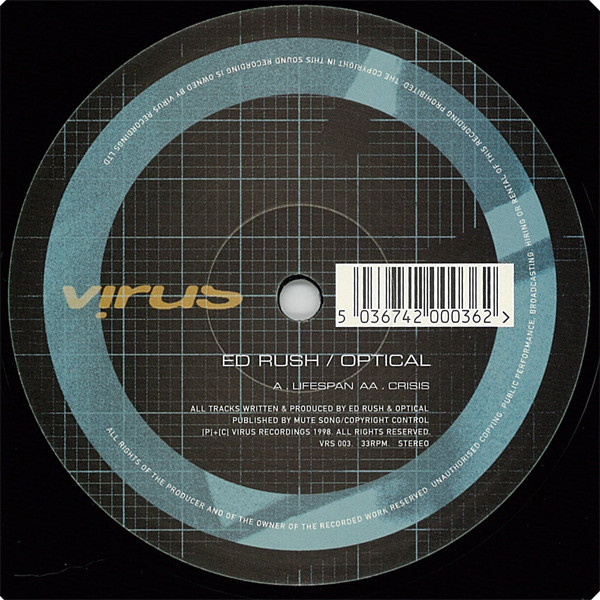 virus
5 036742 000362 >
ED RUSH / OPTICAL
A . LIFESPAN AA . CRISIS
ALL TRACKS WRITTEN & PRODUCED BY ED RUSH & OPTICAL
PUBLISHED BY MUTE SONG/COPYRIGHT CONTROL
(P)+(C) VIRUS RECORDINGS 1998. ALL RIGHTS RESERVED.
VRS 003. 33RPM. STEREO
ALL RIGHTS OF THE PRODUCER AND OF THE OWNER OF THE RECORDED WORK RESERVED. UNAUTHORISED COPYING, PUBLIC PERFORMANCE, BROADCASTING, HIRING OR RENTAL OF THIS RECORDING PROHIBITED. THE COPYRIGHT IN THIS SOUND RECORDING IS OWNED BY VIRUS RECORDINGS LTD